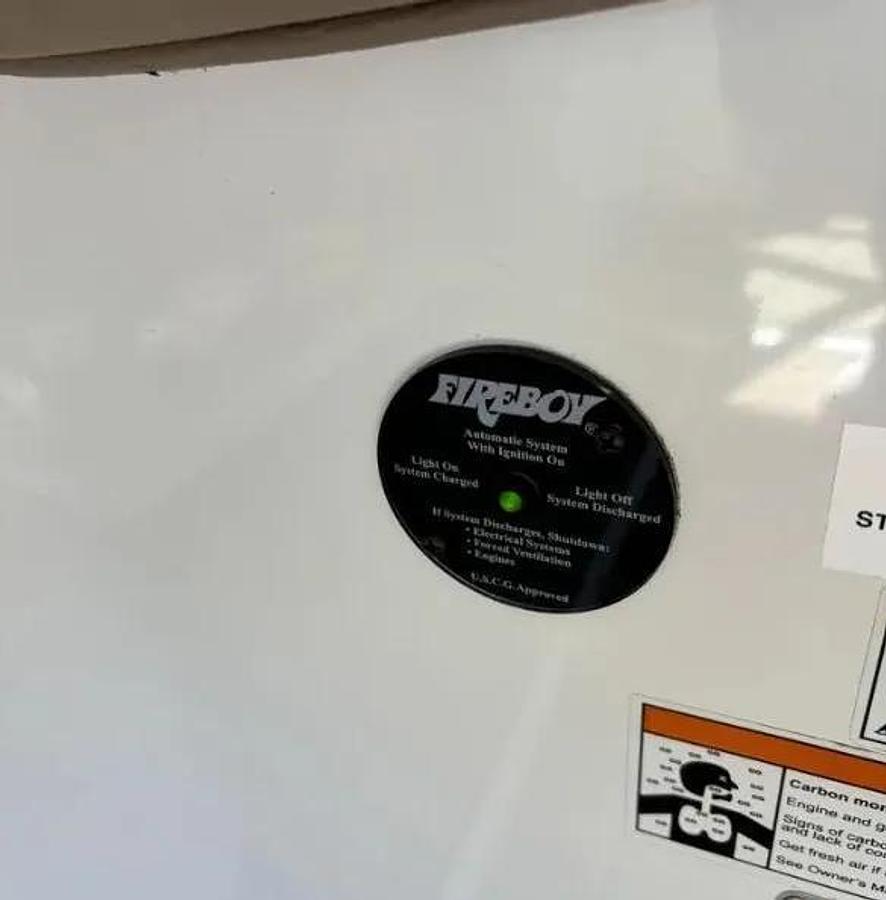 FIREBOY®
Automatic System
With Ignition On
Light On
System Charged
Light Off
System Discharged
If System Discharges, Shutdown:
• Electrical Systems
• Forced Ventilation
• Engines
U.S.C.G. Approved
ST
Carbon mor
Engine and g
Signs of carbo
and lack of co
Get fresh air if
See Owner's M